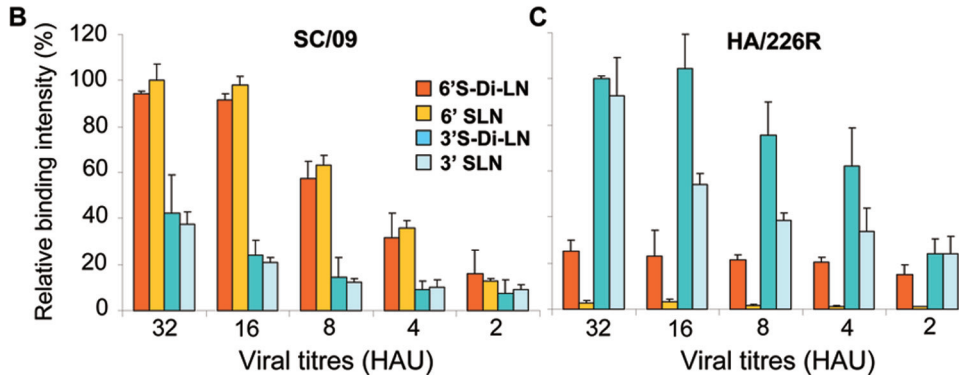 B
SC/09
Relative binding intensity (%)
120
100
80
60
40
20
0
6'S-Di-LN
6' SLN
3'S-Di-LN
3' SLN
32 16 8 4 2
Viral titres (HAU)
C
HA/226R
32 16 8 4 2
Viral titres (HAU)